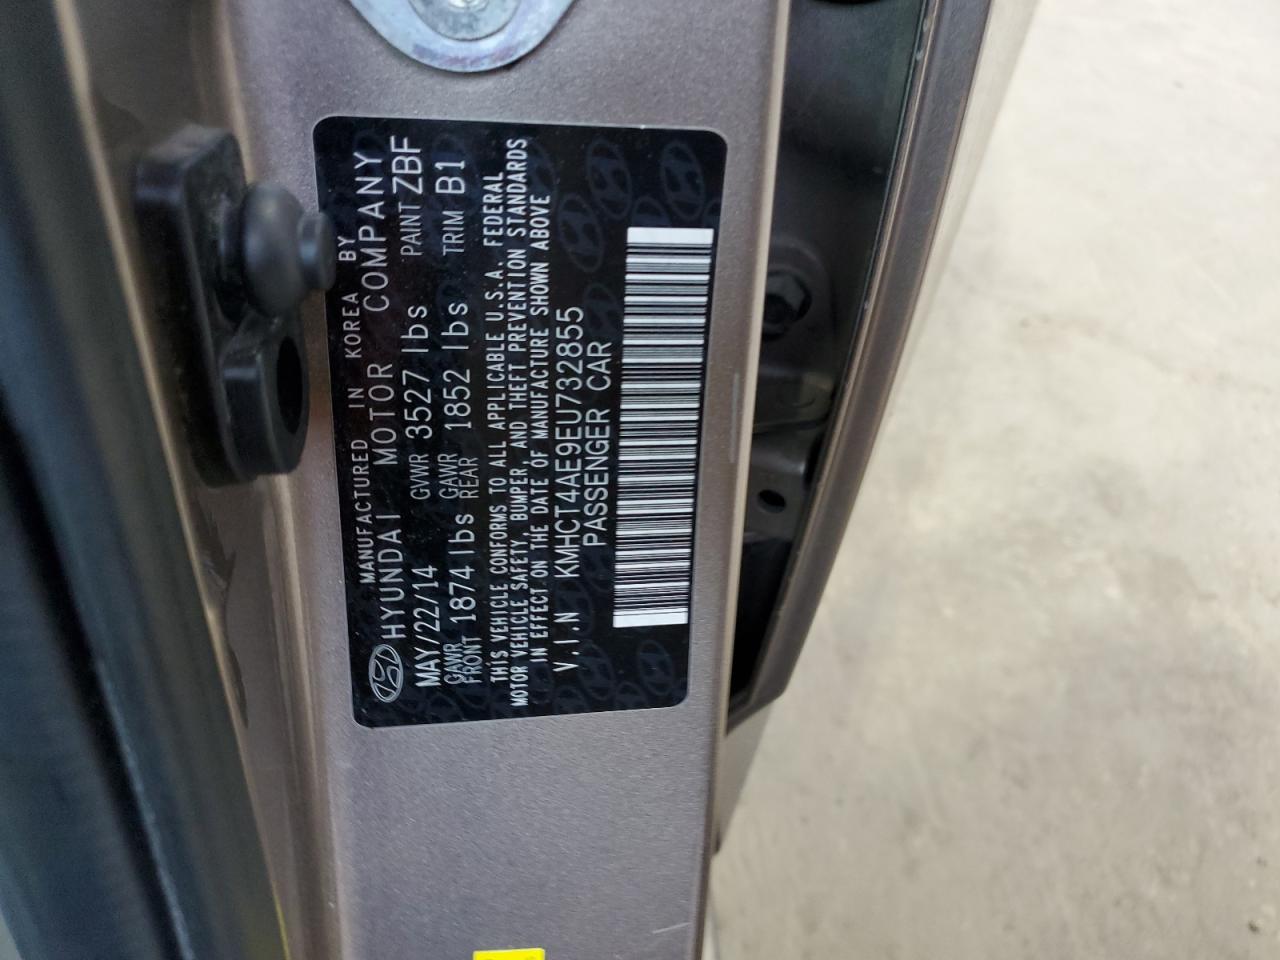 MANUFACTURED IN KOREA BY
HYUNDAI MOTOR COMPANY
MAY/22/14 GVWR 3527 lbs PAINT ZBF
GAWR FRONT 1874 lbs GAWR REAR 1852 lbs TRIM B1
THIS VEHICLE CONFORMS TO ALL APPLICABLE U.S.A. FEDERAL
MOTOR VEHICLE SAFETY, BUMPER, AND THEFT PREVENTION STANDARDS
IN EFFECT ON THE DATE OF MANUFACTURE SHOWN ABOVE
V.I.N KMHCT4AE9EU732855
PASSENGER CAR